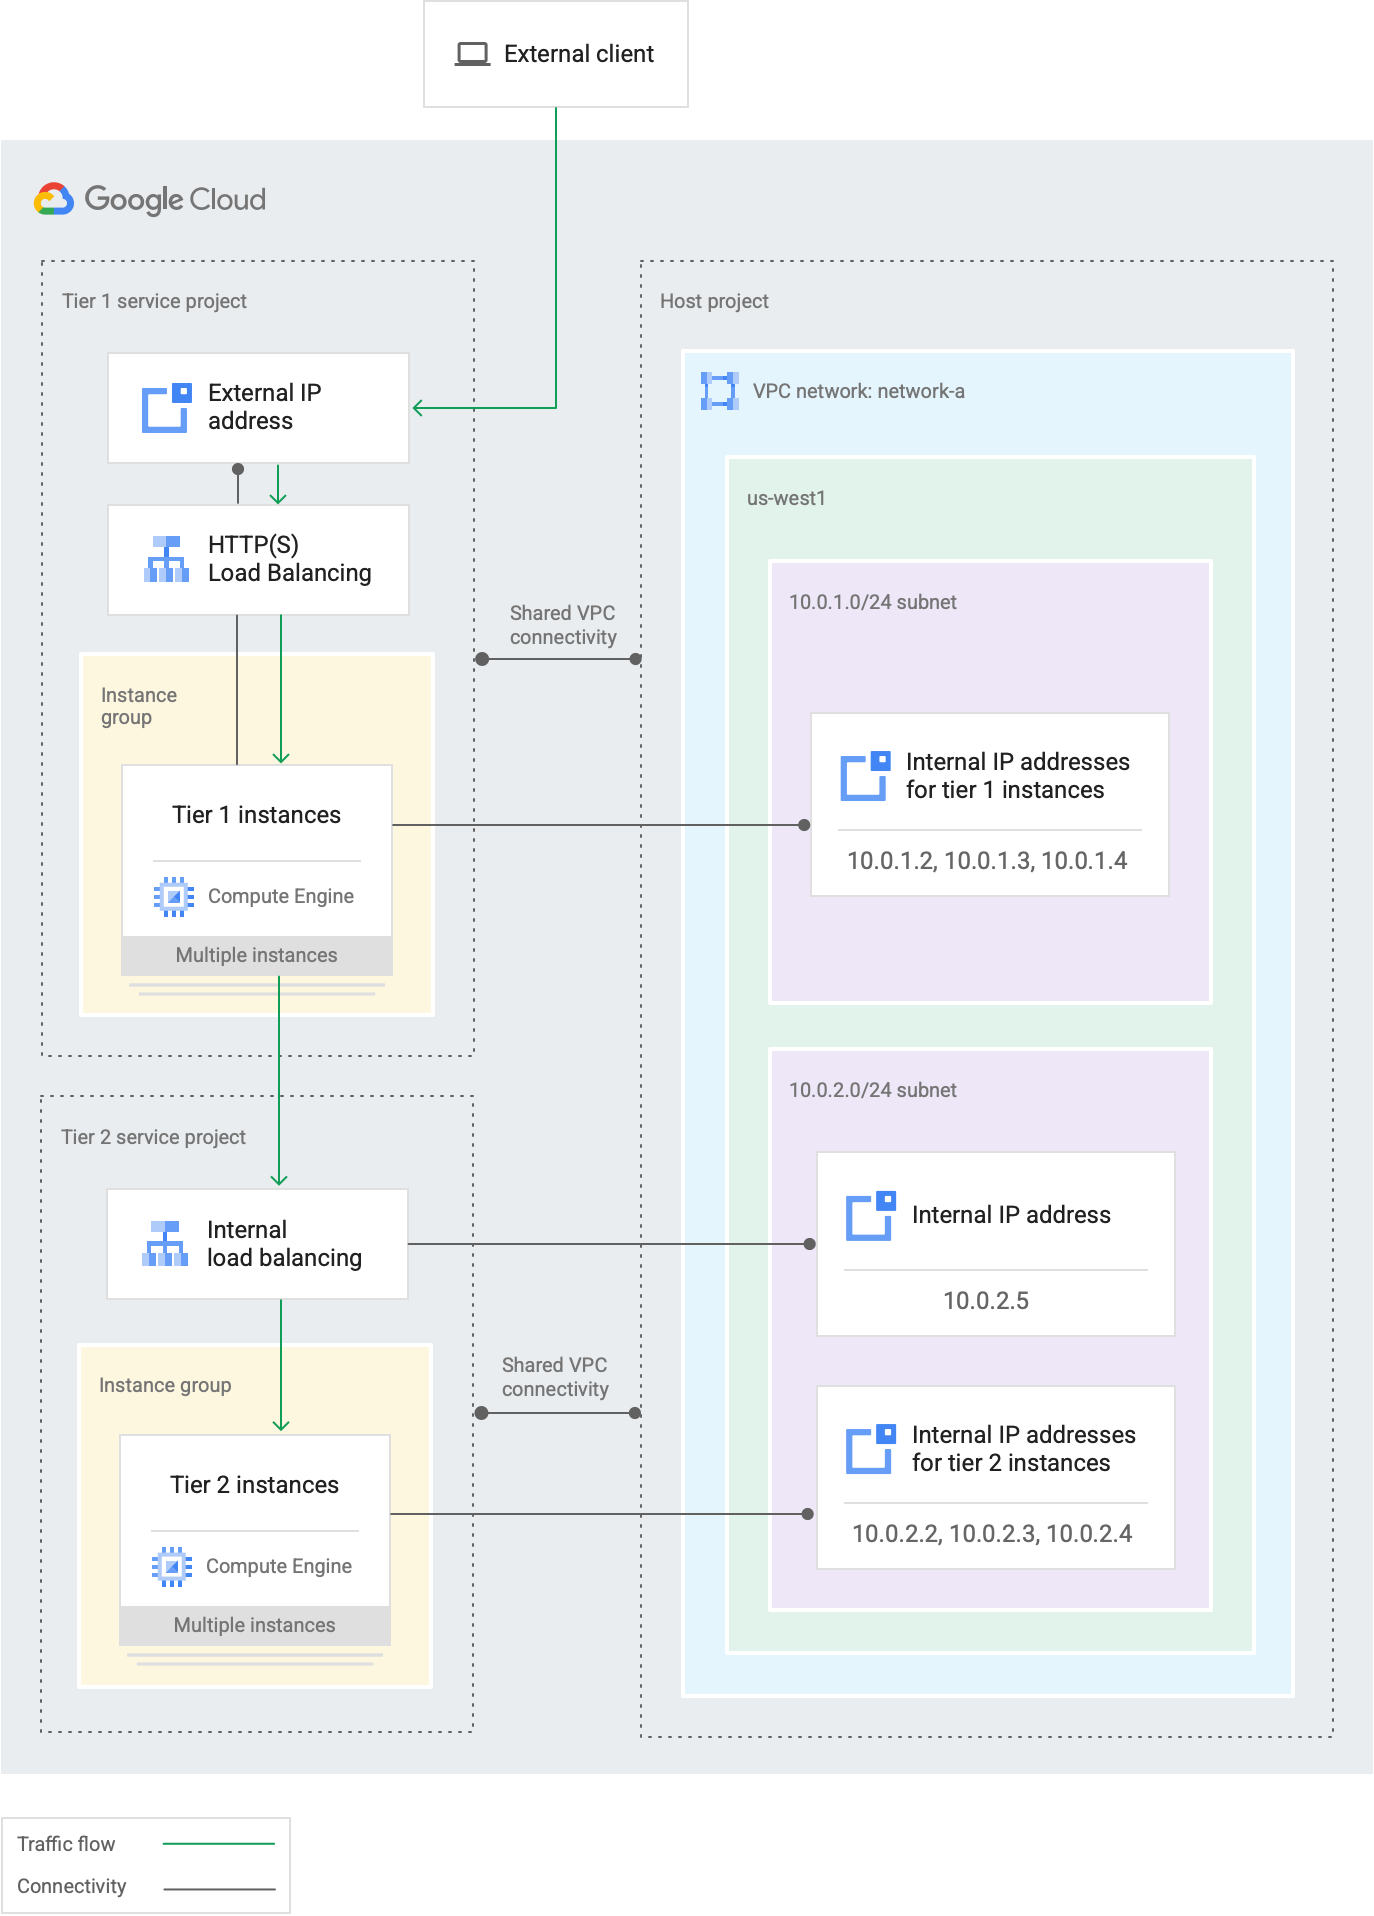 External client
Google Cloud
Tier 1 service project
External IP
address
HTTP(S)
Load Balancing
Instance
group
Tier 1 instances
Compute Engine
Multiple instances
Shared VPC
connectivity
Host project
VPC network: network-a
us-west1
10.0.1.0/24 subnet
Internal IP addresses
for tier 1 instances
10.0.1.2, 10.0.1.3, 10.0.1.4
Tier 2 service project
Internal
load balancing
Instance group
Tier 2 instances
Compute Engine
Multiple instances
Shared VPC
connectivity
10.0.2.0/24 subnet
Internal IP address
10.0.2.5
Internal IP addresses
for tier 2 instances
10.0.2.2, 10.0.2.3, 10.0.2.4
Traffic flow
Connectivity